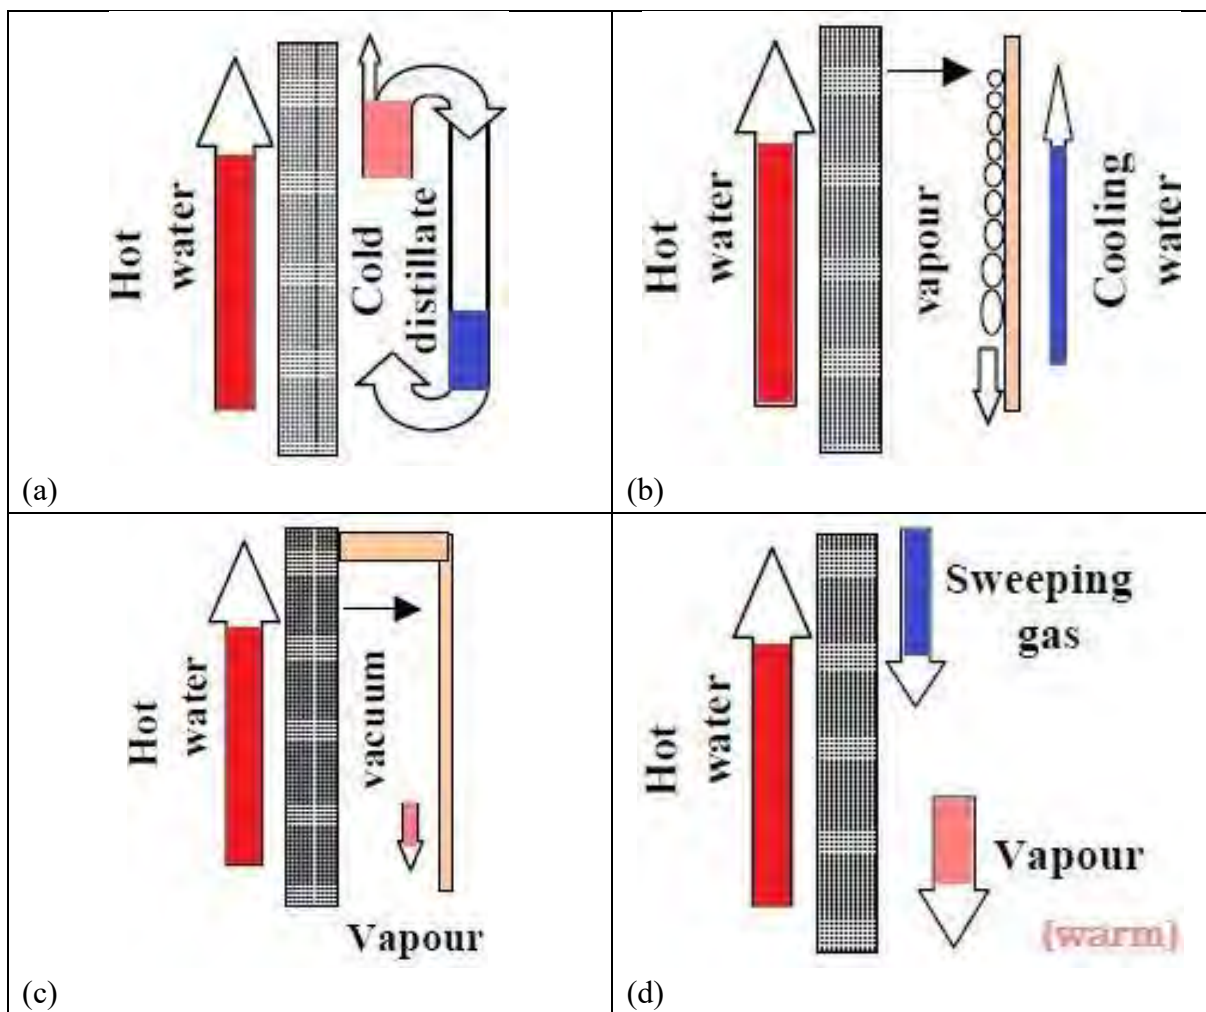 Hot
water
Cold
distillate
(a)
Hot
water
vapour
Cooling
water
(b)
Hot
water
vacuum
Vapour
(c)
Hot
water
Sweeping
gas
Vapour
(warm)
(d)